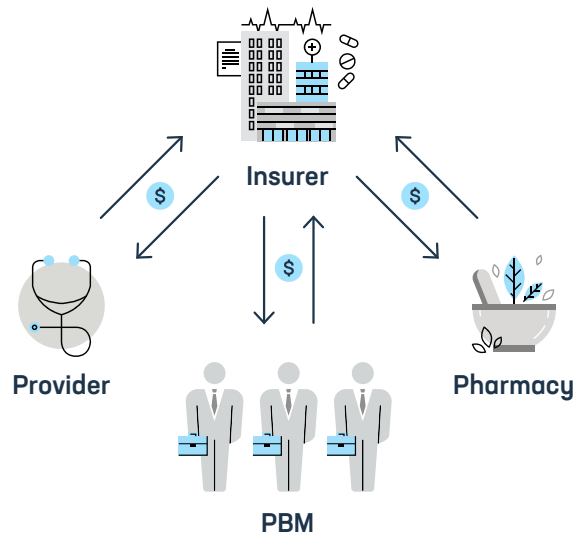 Insurer
$
$
$
Provider
Pharmacy
PBM